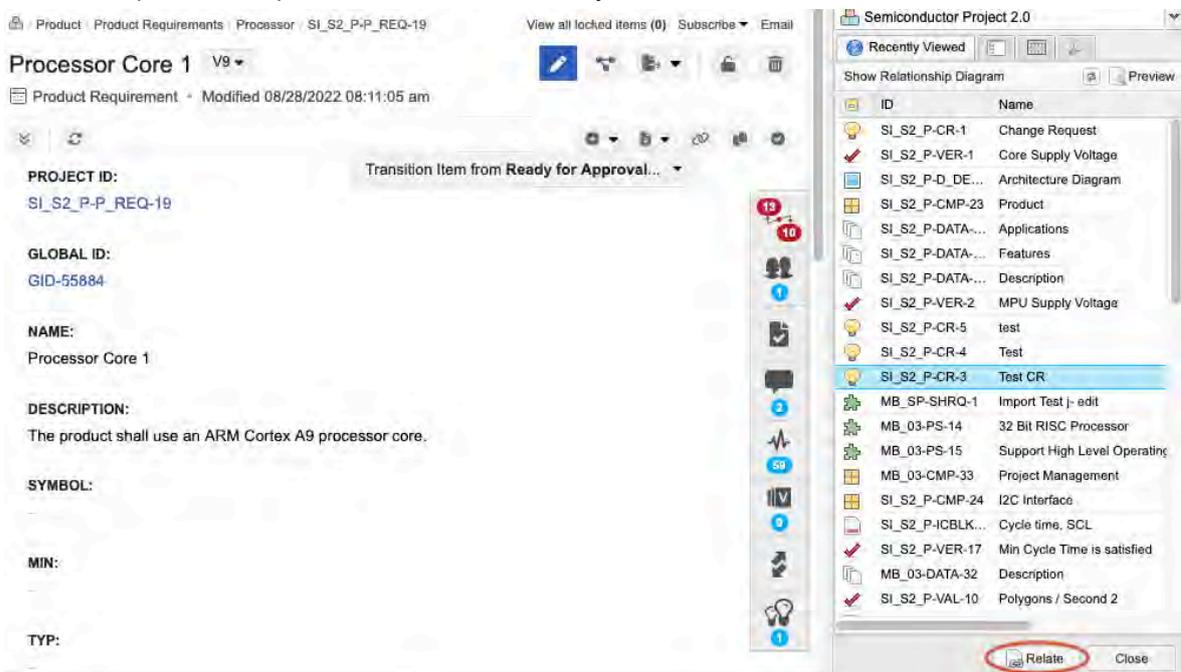 Product Product Requirements Processor SI_S2_P-P_REQ-19 View all locked items (0) Subscribe Email
Processor Core 1 V9
Product Requirement • Modified 08/28/2022 08:11:05 am
Transition Item from Ready for Approval...
PROJECT ID:
SI_S2_P-P_REQ-19
GLOBAL ID:
GID-55884
NAME:
Processor Core 1
DESCRIPTION:
The product shall use an ARM Cortex A9 processor core.
SYMBOL:
--
MIN:
--
TYP:
--
13
10
1
2
59
V
9
1
Semiconductor Project 2.0
Recently Viewed
Show Relationship Diagram Preview
ID Name
SI_S2_P-CR-1 Change Request
SI_S2_P-VER-1 Core Supply Voltage
SI_S2_P-D_DE... Architecture Diagram
SI_S2_P-CMP-23 Product
SI_S2_P-DATA-... Applications
SI_S2_P-DATA-... Features
SI_S2_P-DATA-... Description
SI_S2_P-VER-2 MPU Supply Voltage
SI_S2_P-CR-5 test
SI_S2_P-CR-4 Test
SI_S2_P-CR-3 Test CR
MB_SP-SHRQ-1 Import Test j- edit
MB_03-PS-14 32 Bit RISC Processor
MB_03-PS-15 Support High Level Operating
MB_03-CMP-33 Project Management
SI_S2_P-CMP-24 I2C Interface
SI_S2_P-ICBLK... Cycle time, SCL
SI_S2_P-VER-17 Min Cycle Time is satisfied
MB_03-DATA-32 Description
SI_S2_P-VAL-10 Polygons / Second 2
Relate Close